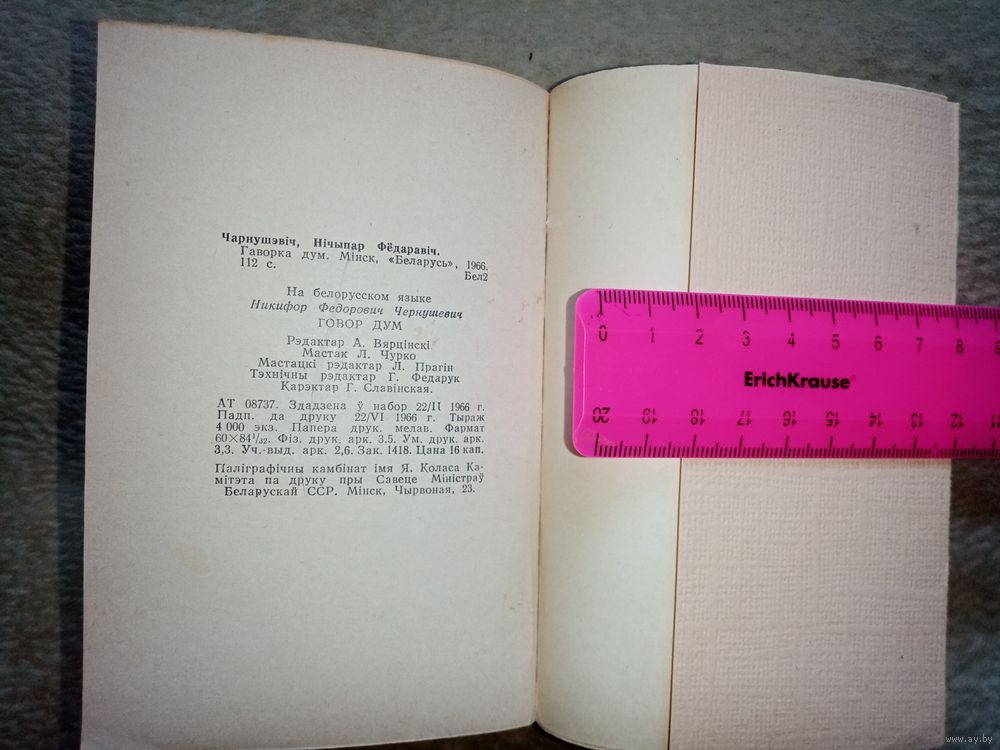 Чарнушэвіч, Нічыпар Фёдаравіч.
Гаворка дум. Мінск, «Беларусь», 1966.
112 с.
Бел2
На белорусском языке
Никифор Федорович Чернушевич
ГОВОР ДУМ
Рэдактар А. Вярцінскі
Мастак Л. Чурко
Мастацкі рэдактар Л. Прагін
Тэхнічны рэдактар Г. Федарук
Карэктар Г. Славінская.
АТ 08737. Здадзена ў набор 22/II 1966 г.
Падп. да друку 22/VI 1966 г. Тыраж
4 000 экз. Папера друк. мелав. Фармат
60×84¹/₃₂. Фіз. друк. арк. 3,5. Ум. друк. арк.
3,3. Уч.-выд. арк. 2,6. Зак. 1418. Цана 16 кап.
Паліграфічны камбінат імя Я. Коласа Ка-
мітэта па друку пры Савеце Міністраў
Беларускай ССР. Мінск, Чырвоная, 23.
0 1 2 3 4 5 6 7 8 9
ErichKrause
20 19 18 17 16 15 14 13 12 11
www.ay.by